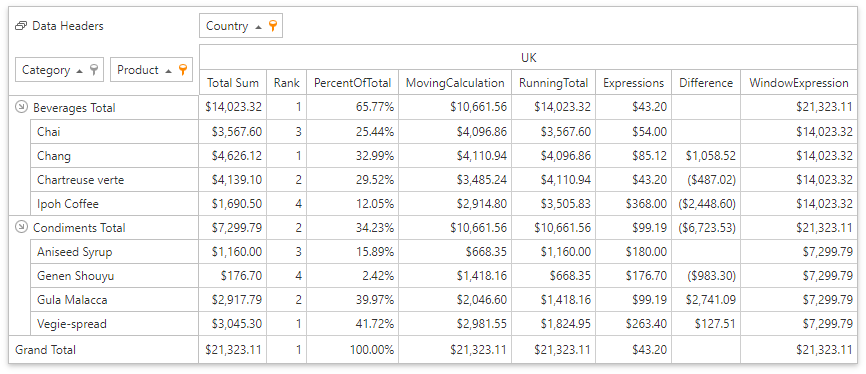 Data Headers Country
UK
Category Product
Total Sum Rank PercentOfTotal MovingCalculation RunningTotal Expressions Difference WindowExpression
Beverages Total $14,023.32 1 65.77% $10,661.56 $14,023.32 $43.20 $21,323.11
Chai $3,567.60 3 25.44% $4,096.86 $3,567.60 $54.00 $14,023.32
Chang $4,626.12 1 32.99% $4,110.94 $4,096.86 $85.12 $1,058.52 $14,023.32
Chartreuse verte $4,139.10 2 29.52% $3,485.24 $4,110.94 $43.20 ($487.02) $14,023.32
Ipoh Coffee $1,690.50 4 12.05% $2,914.80 $3,505.83 $368.00 ($2,448.60) $14,023.32
Condiments Total $7,299.79 2 34.23% $10,661.56 $10,661.56 $99.19 ($6,723.53) $21,323.11
Aniseed Syrup $1,160.00 3 15.89% $668.35 $1,160.00 $180.00 $7,299.79
Genen Shouyu $176.70 4 2.42% $1,418.16 $668.35 $176.70 ($983.30) $7,299.79
Gula Malacca $2,917.79 2 39.97% $2,046.60 $1,418.16 $99.19 $2,741.09 $7,299.79
Vegie-spread $3,045.30 1 41.72% $2,981.55 $1,824.95 $263.40 $127.51 $7,299.79
Grand Total $21,323.11 1 100.00% $21,323.11 $21,323.11 $43.20 $21,323.11